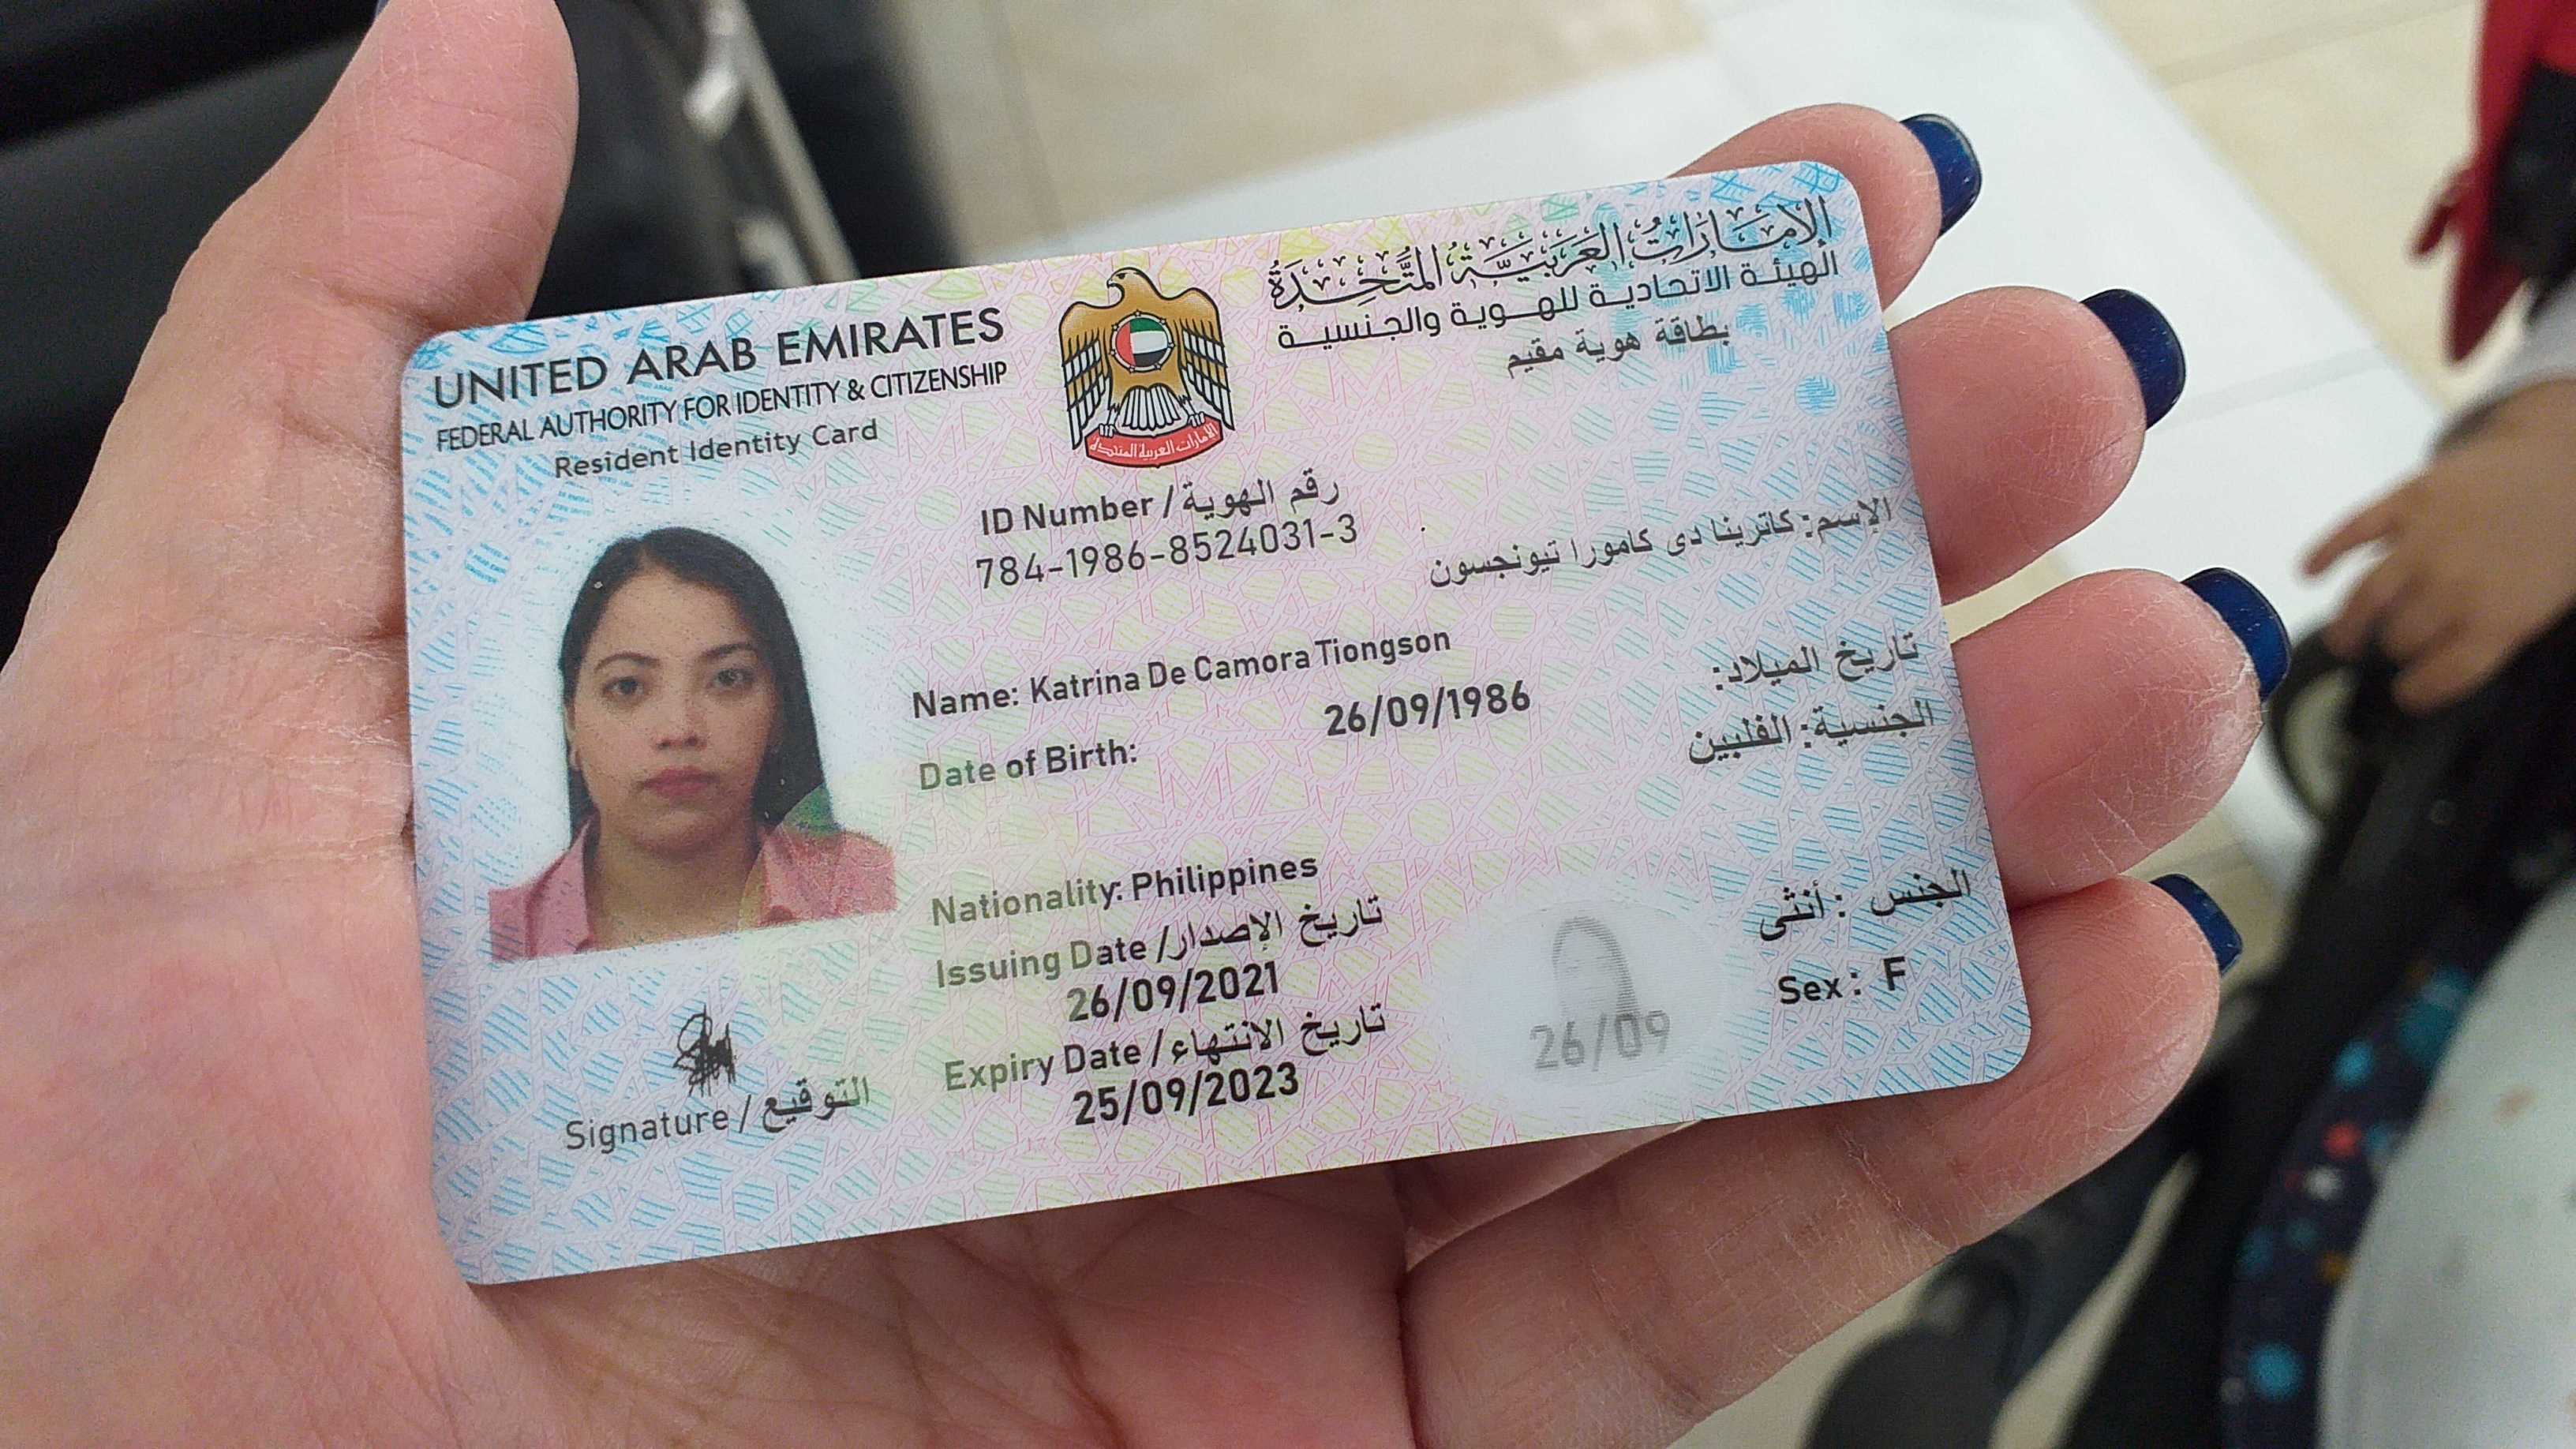 UNITED ARAB EMIRATES
FEDERAL AUTHORITY FOR IDENTITY & CITIZENSHIP
Resident Identity Card
الإمارات العربية المتحدة
الهيئة الاتحادية للهوية والجنسية
بطاقة هوية مقيم
الامارات العربية المتحدة
ID Number / رقم الهوية
784-1986-8524031-3
الإسم: كاترينا دى كامورا تيونجسون
Name: Katrina De Camora Tiongson
تاريخ الميلاد:
26/09/1986
Date of Birth:
الجنسية: الفلبين
Nationality: Philippines
Issuing Date / تاريخ الإصدار
26/09/2021
Expiry Date / تاريخ الانتهاء
25/09/2023
الجنس : أنثى
Sex: F
26/09
Signature / التوقيع